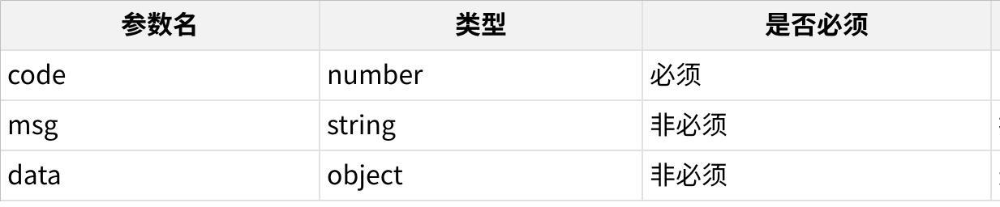 参数名 类型 是否必须
code number 必须
msg string 非必须
data object 非必须